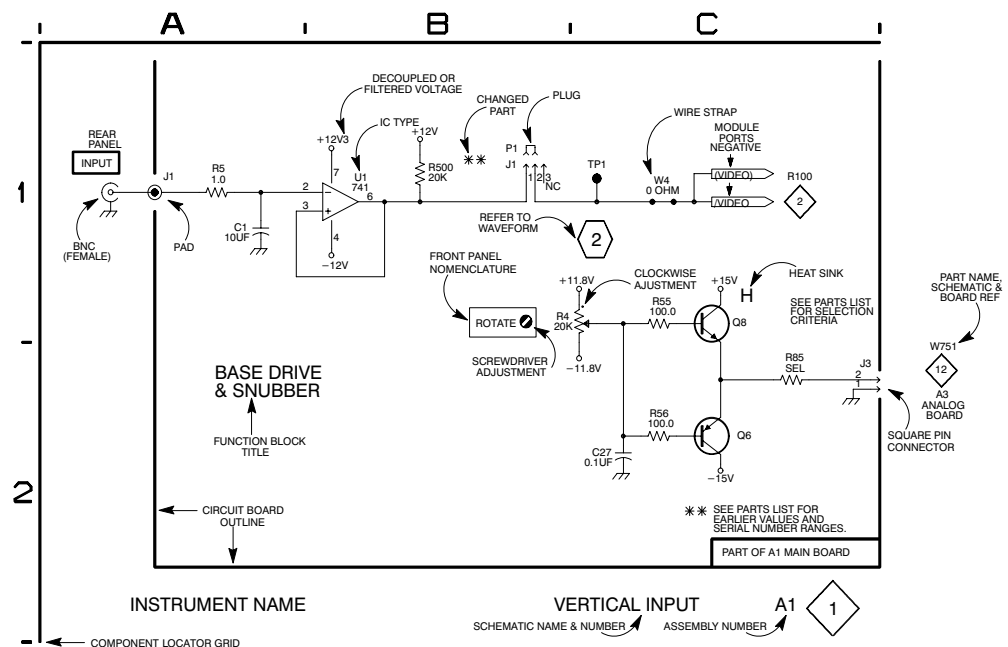 A B C
1
2
REAR
PANEL
INPUT
J1
BNC
(FEMALE)
PAD
R5
1.0
C1
10UF
DECOUPLED OR
FILTERED VOLTAGE
+12V3
IC TYPE
U1
741
2
3
7
6
4
−12V
+12V
R500
20K
CHANGED
PART
**
PLUG
P1
J1
1 2 3
NC
TP1
WIRE STRAP
W4
0 OHM
MODULE
PORTS
NEGATIVE
(VIDEO)
(/VIDEO
R100
2
REFER TO
WAVEFORM
2
FRONT PANEL
NOMENCLATURE
ROTATE
SCREWDRIVER
ADJUSTMENT
+11.8V
CLOCKWISE
AJUSTMENT
R4
20K
−11.8V
R55
100.0
+15V
H
HEAT SINK
Q8
SEE PARTS LIST
FOR SELECTION
CRITERIA
PART NAME,
SCHEMATIC &
BOARD REF
W751
12
A3
ANALOG
BOARD
R85
SEL
J3
2
1
SQUARE PIN
CONNECTOR
R56
100.0
Q6
−15V
C27
0.1UF
BASE DRIVE
& SNUBBER
FUNCTION BLOCK
TITLE
CIRCUIT BOARD
OUTLINE
** SEE PARTS LIST FOR
EARLIER VALUES AND
SERIAL NUMBER RANGES.
PART OF A1 MAIN BOARD
INSTRUMENT NAME
VERTICAL INPUT
A1
1
SCHEMATIC NAME & NUMBER
ASSEMBLY NUMBER
COMPONENT LOCATOR GRID